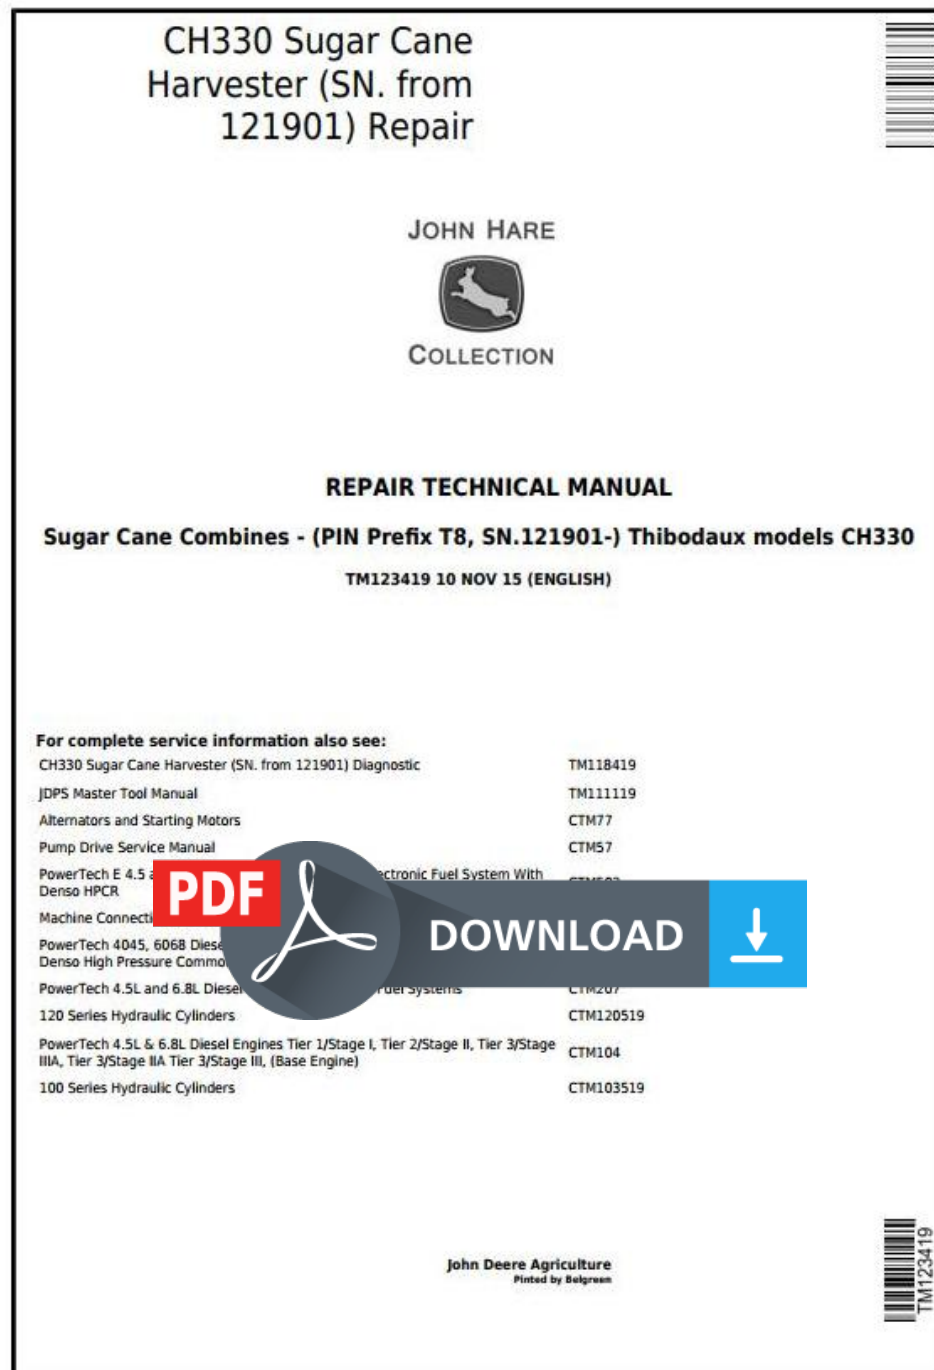 CH330 Sugar Cane
Harvester (SN. from
121901) Repair
JOHN HARE
COLLECTION
REPAIR TECHNICAL MANUAL
Sugar Cane Combines - (PIN Prefix T8, SN.121901-) Thibodaux models CH330
TM123419 10 NOV 15 (ENGLISH)
For complete service information also see:
CH330 Sugar Cane Harvester (SN. from 121901) Diagnostic TM118419
JDPS Master Tool Manual TM111119
Alternators and Starting Motors CTM77
Pump Drive Service Manual CTM57
PowerTech E 4.5 Fuel System With
Denso HPCR
Machine
PowerTech 4045, 6068
Denso High Pressure
PowerTech 4.5L and 6.8L Diesel Fuel Systems CTM207
120 Series Hydraulic Cylinders CTM120519
PowerTech 4.5L & 6.8L Diesel Engines Tier 1/Stage I, Tier 2/Stage II, Tier 3/Stage
IIIA, Tier 3/Stage IIA Tier 3/Stage III, (Base Engine) CTM104
100 Series Hydraulic Cylinders CTM103519
PDF
DOWNLOAD
John Deere Agriculture
Pinted by Belgreen
TM123419